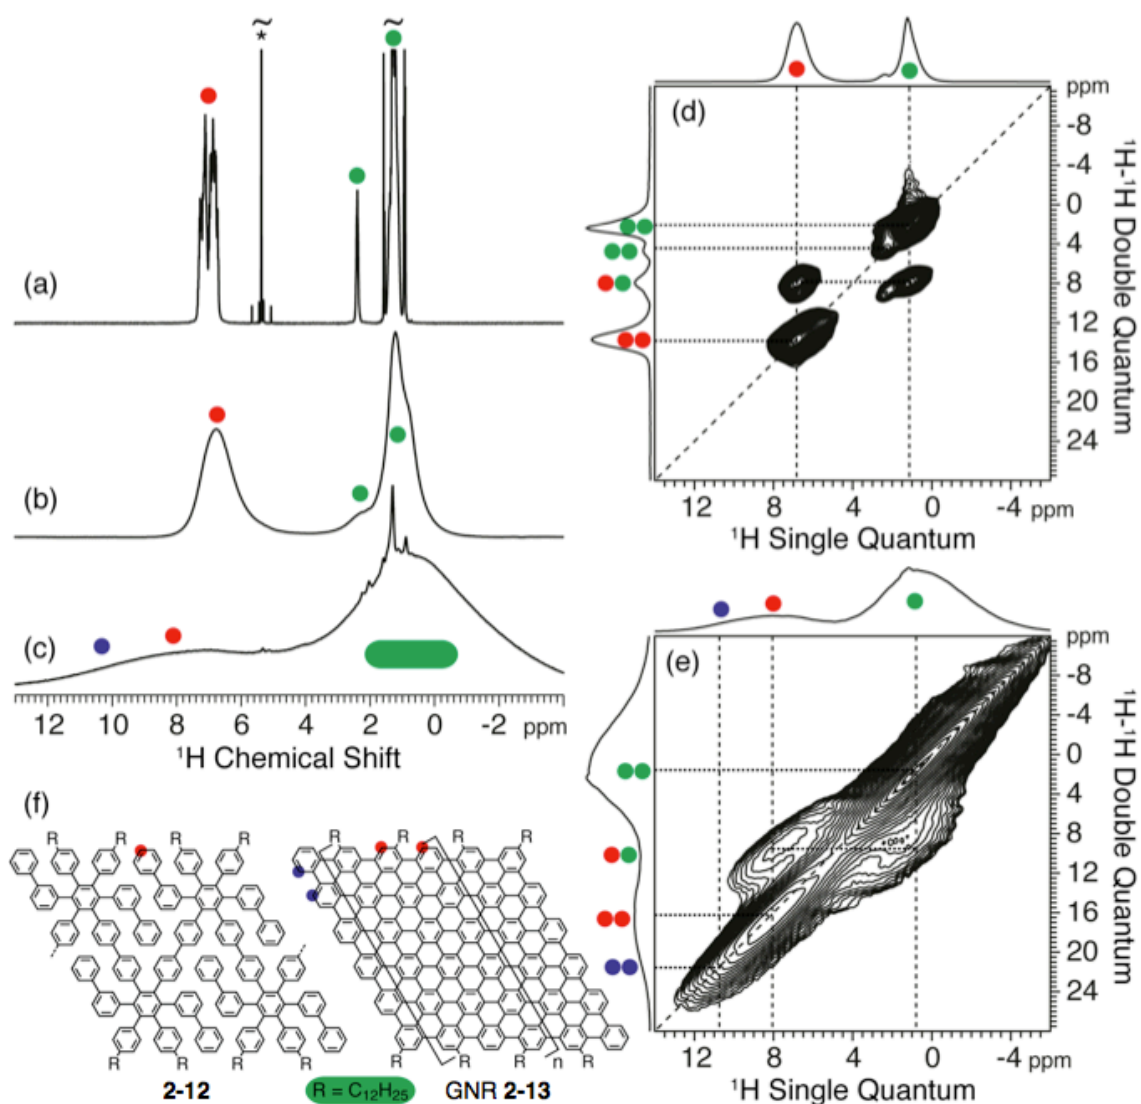 ~
*
~
(a)
(b)
(c)
12 10 8 6 4 2 0 -2 ppm
¹H Chemical Shift
(d)
ppm
-8
-4
0
4
8
12
16
20
24
¹H-¹H Double Quantum
12 8 4 0 -4 ppm
¹H Single Quantum
(e)
ppm
-8
-4
0
4
8
12
16
20
24
¹H-¹H Double Quantum
12 8 4 0 -4 ppm
¹H Single Quantum
(f)
R R R R
R R R R
2-12
R R R R
R R n R R
R = C₁₂H₂₅
GNR 2-13